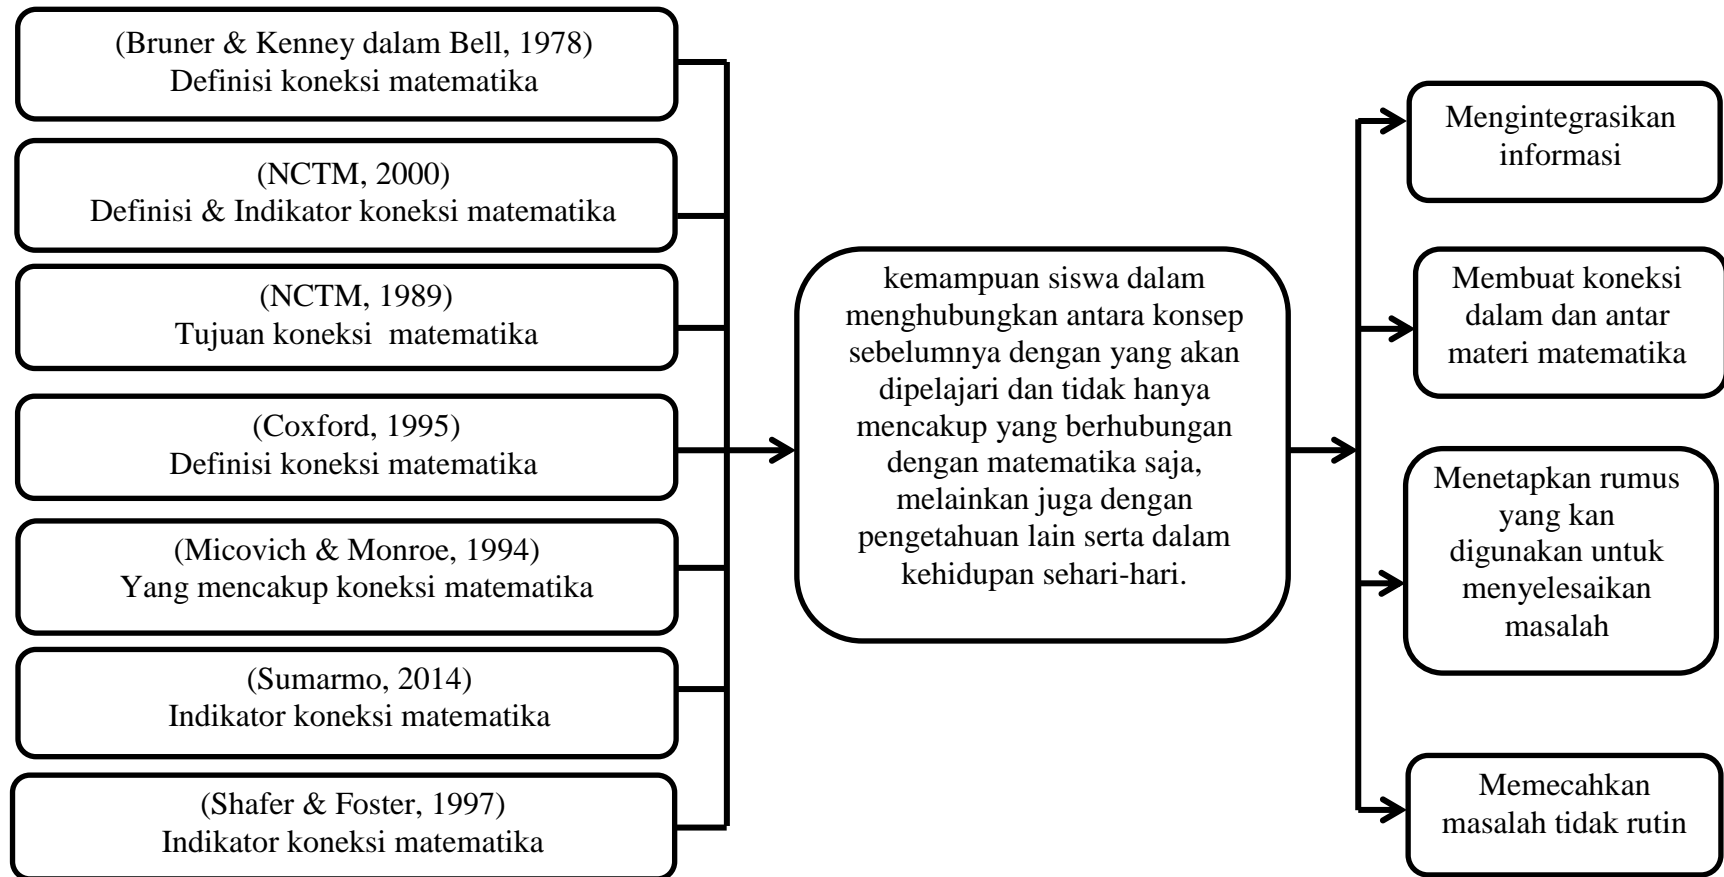 (Bruner & Kenney dalam Bell, 1978)
Definisi koneksi matematika
(NCTM, 2000)
Definisi & Indikator koneksi matematika
(NCTM, 1989)
Tujuan koneksi matematika
(Coxford, 1995)
Definisi koneksi matematika
(Micovich & Monroe, 1994)
Yang mencakup koneksi matematika
(Sumarmo, 2014)
Indikator koneksi matematika
(Shafer & Foster, 1997)
Indikator koneksi matematika
kemampuan siswa dalam
menghubungkan antara konsep
sebelumnya dengan yang akan
dipelajari dan tidak hanya
mencakup yang berhubungan
dengan matematika saja,
melainkan juga dengan
pengetahuan lain serta dalam
kehidupan sehari-hari.
Mengintegrasikan
informasi
Membuat koneksi
dalam dan antar
materi matematika
Menetapkan rumus
yang kan
digunakan untuk
menyelesaikan
masalah
Memecahkan
masalah tidak rutin